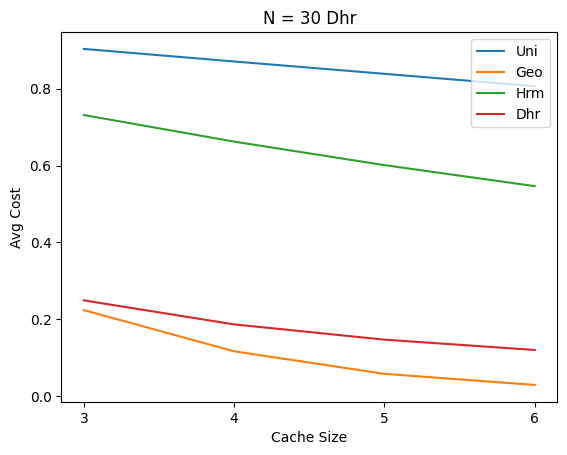 N = 30 Dhr
Uni
Geo
Hrm
Dhr
0.8
0.6
0.4
0.2
0.0
Avg Cost
3 4 5 6
Cache Size